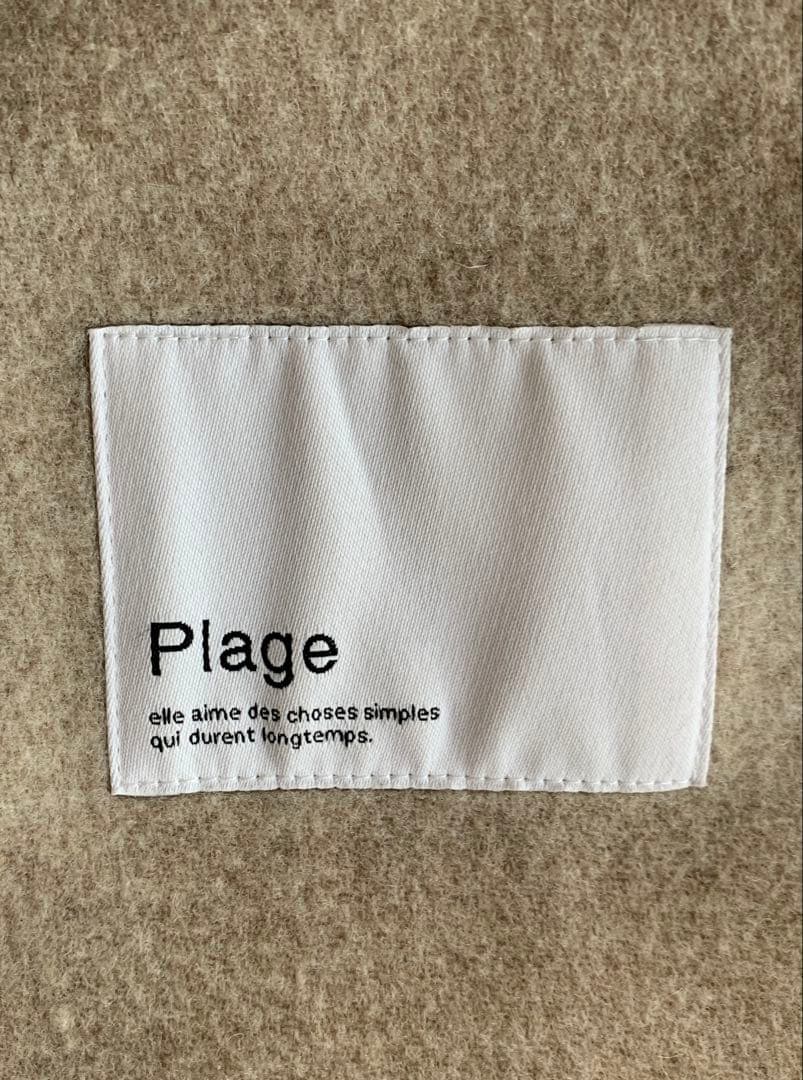 Plage
elle aime des choses simples
qui durent longtemps.